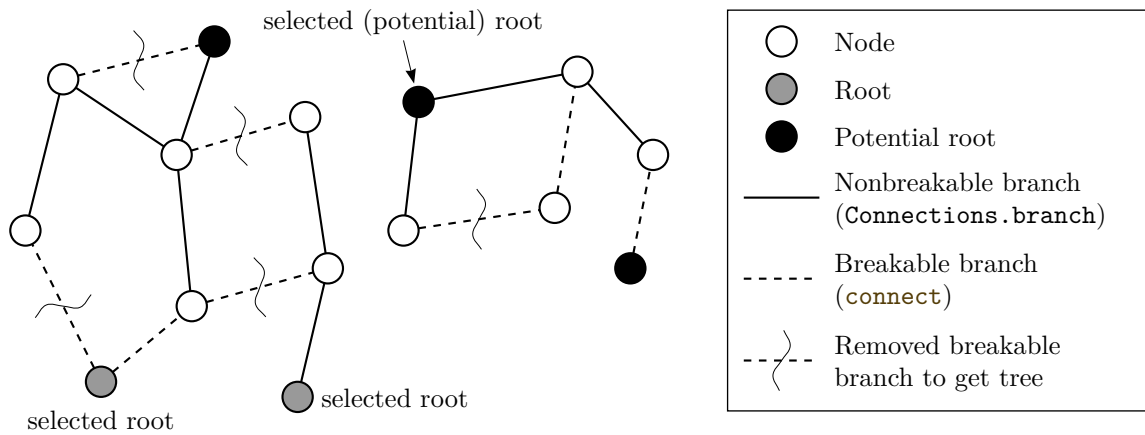 selected (potential) root
selected root
selected root
Node
Root
Potential root
Nonbreakable branch
(Connections.branch)
Breakable branch
(connect)
Removed breakable
branch to get tree